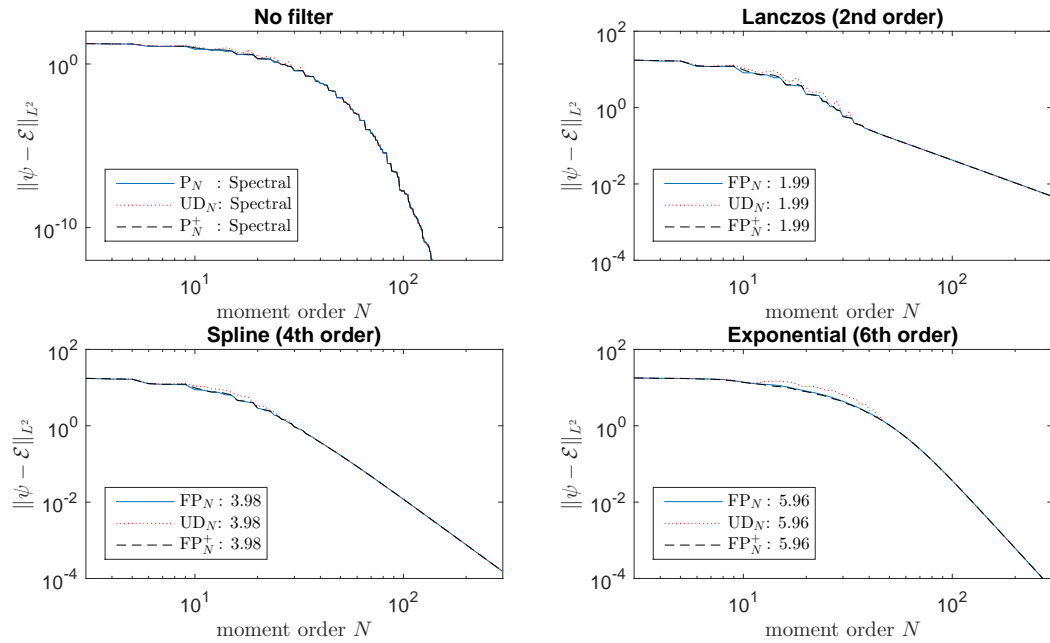 No filter
10^0
10^{-10}
‖ψ − ℰ‖_{L^2}
P_N : Spectral
UD_N: Spectral
P_N^+ : Spectral
10^1
10^2
moment order N
Lanczos (2nd order)
10^2
10^0
10^{-2}
10^{-4}
‖ψ − ℰ‖_{L^2}
FP_N : 1.99
UD_N: 1.99
FP_N^+ : 1.99
10^1
10^2
moment order N
Spline (4th order)
10^2
10^0
10^{-2}
10^{-4}
‖ψ − ℰ‖_{L^2}
FP_N : 3.98
UD_N: 3.98
FP_N^+ : 3.98
10^1
10^2
moment order N
Exponential (6th order)
10^2
10^0
10^{-2}
10^{-4}
‖ψ − ℰ‖_{L^2}
FP_N : 5.96
UD_N: 5.96
FP_N^+ : 5.96
10^1
10^2
moment order N